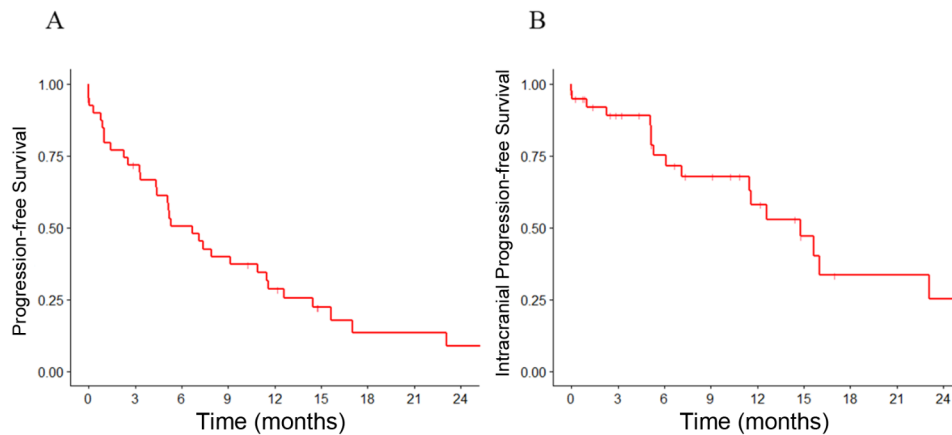 A
B
Progression-free Survival
1.00
0.75
0.50
0.25
0.00
0 3 6 9 12 15 18 21 24
Time (months)
Intracranial Progression-free Survival
1.00
0.75
0.50
0.25
0.00
0 3 6 9 12 15 18 21 24
Time (months)